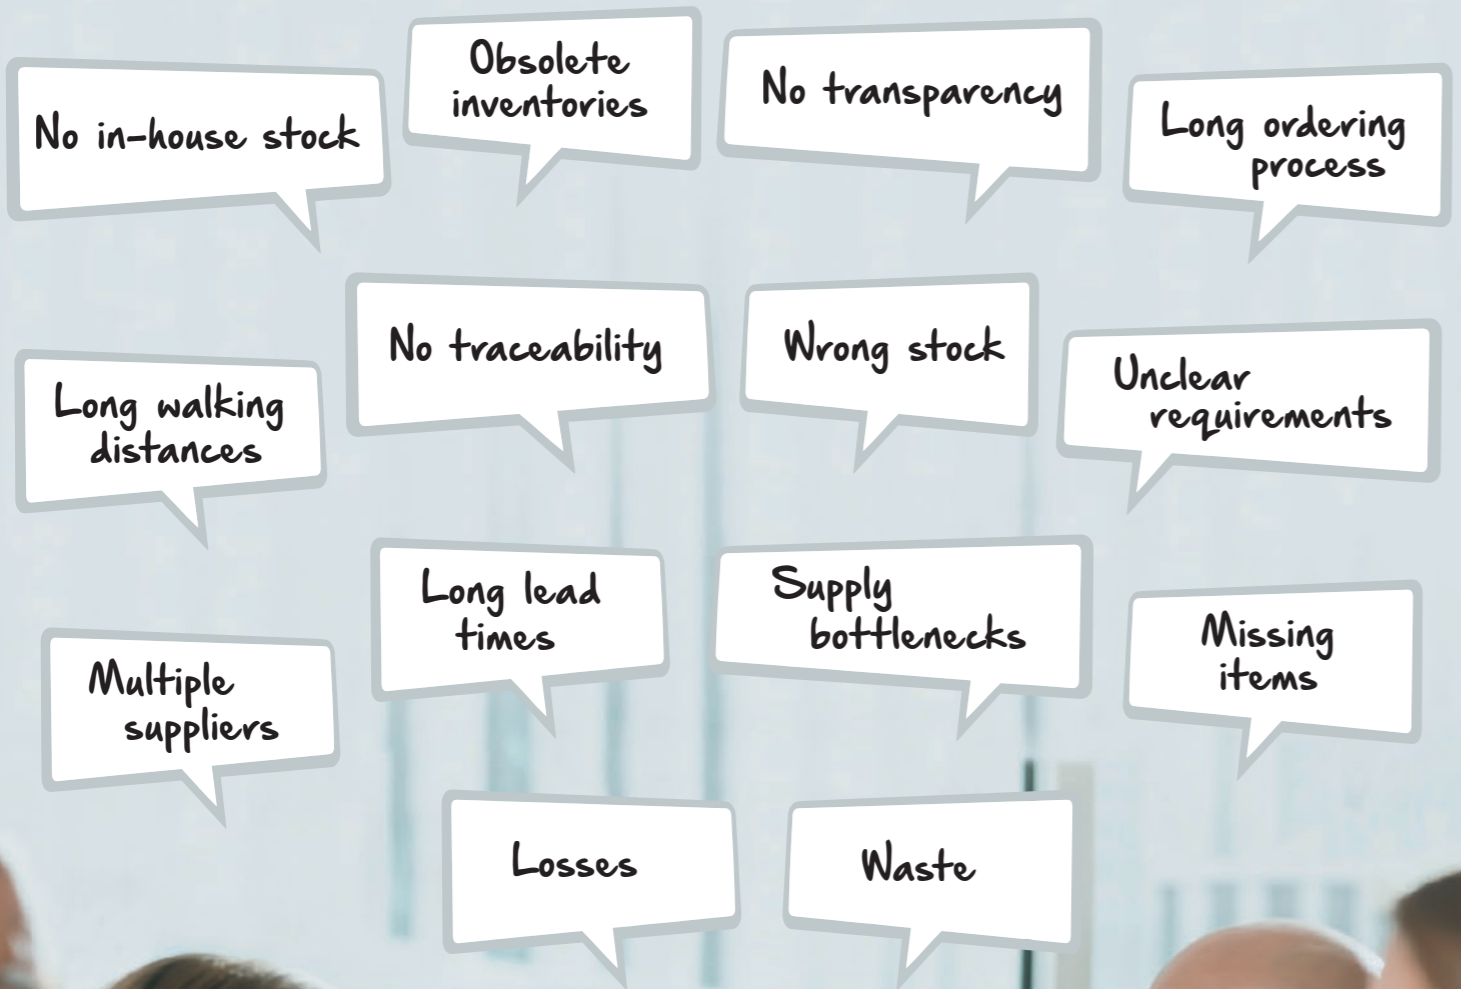 No in-house stock
Obsolete
inventories
No transparency
Long ordering
process
Long walking
distances
No traceability
Wrong stock
Unclear
requirements
Multiple
suppliers
Long lead
times
Supply
bottlenecks
Missing
items
Losses
Waste